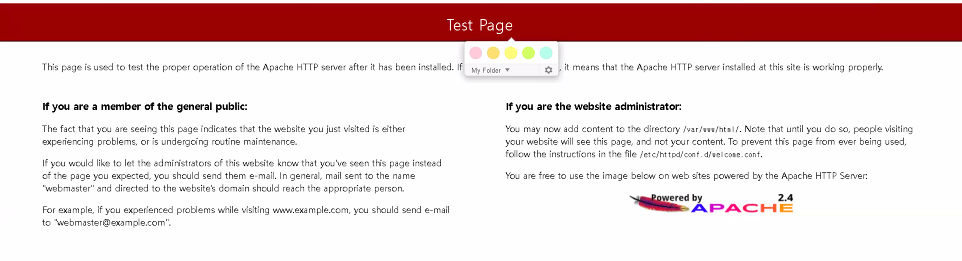 Test Page
This page is used to test the proper operation of the Apache HTTP server after it has been installed. If
, it means that the Apache HTTP server installed at this site is working properly.
My Folder
If you are a member of the general public:
The fact that you are seeing this page indicates that the website you just visited is either
experiencing problems, or is undergoing routine maintenance.
If you would like to let the administrators of this website know that you've seen this page instead
of the page you expected, you should send them e-mail. In general, mail sent to the name
"webmaster" and directed to the website's domain should reach the appropriate person.
For example, if you experienced problems while visiting www.example.com, you should send e-mail
to "webmaster@example.com".
If you are the website administrator:
You may now add content to the directory /var/www/html/. Note that until you do so, people visiting
your website will see this page, and not your content. To prevent this page from ever being used,
follow the instructions in the file /etc/httpd/conf.d/welcome.conf.
You are free to use the image below on web sites powered by the Apache HTTP Server:
Powered by 2.4
APACHE